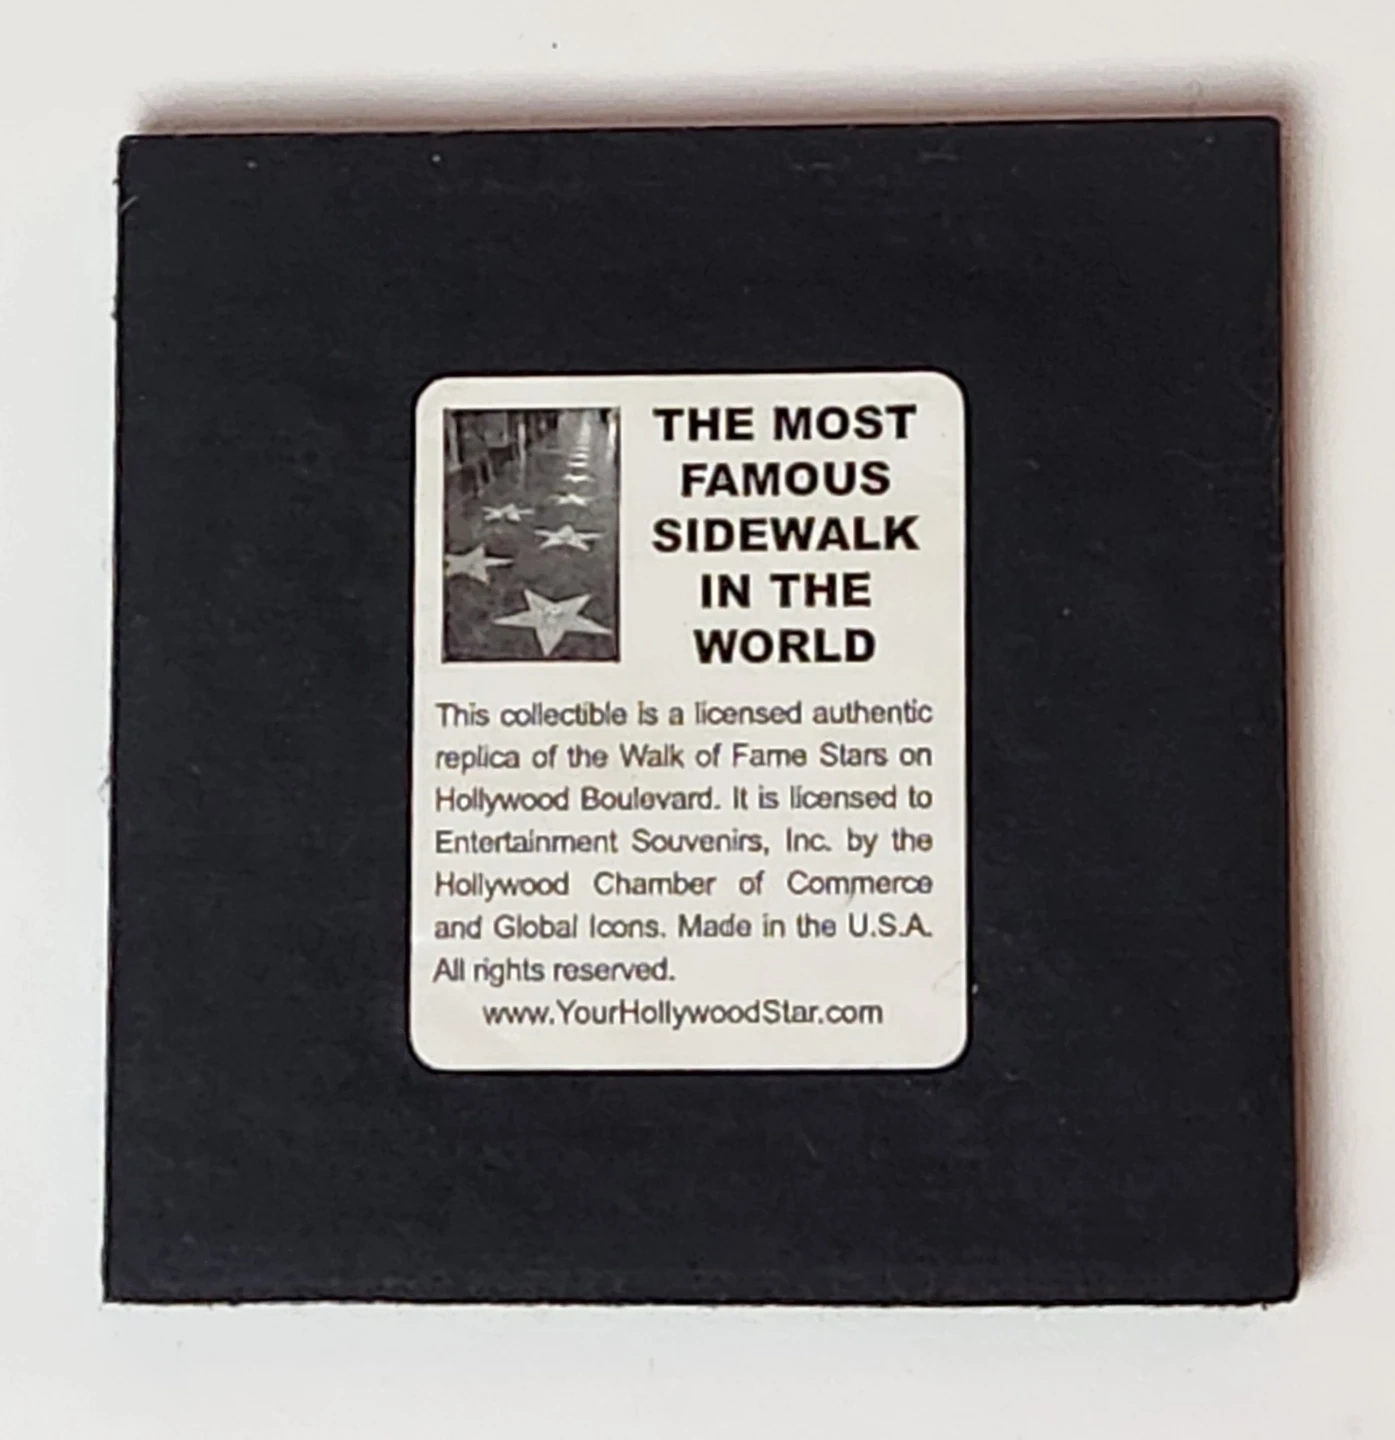 THE MOST
FAMOUS
SIDEWALK
IN THE
WORLD
This collectible is a licensed authentic
replica of the Walk of Fame Stars on
Hollywood Boulevard. It is licensed to
Entertainment Souvenirs, Inc. by the
Hollywood Chamber of Commerce
and Global Icons. Made in the U.S.A.
All rights reserved.
www.YourHollywoodStar.com